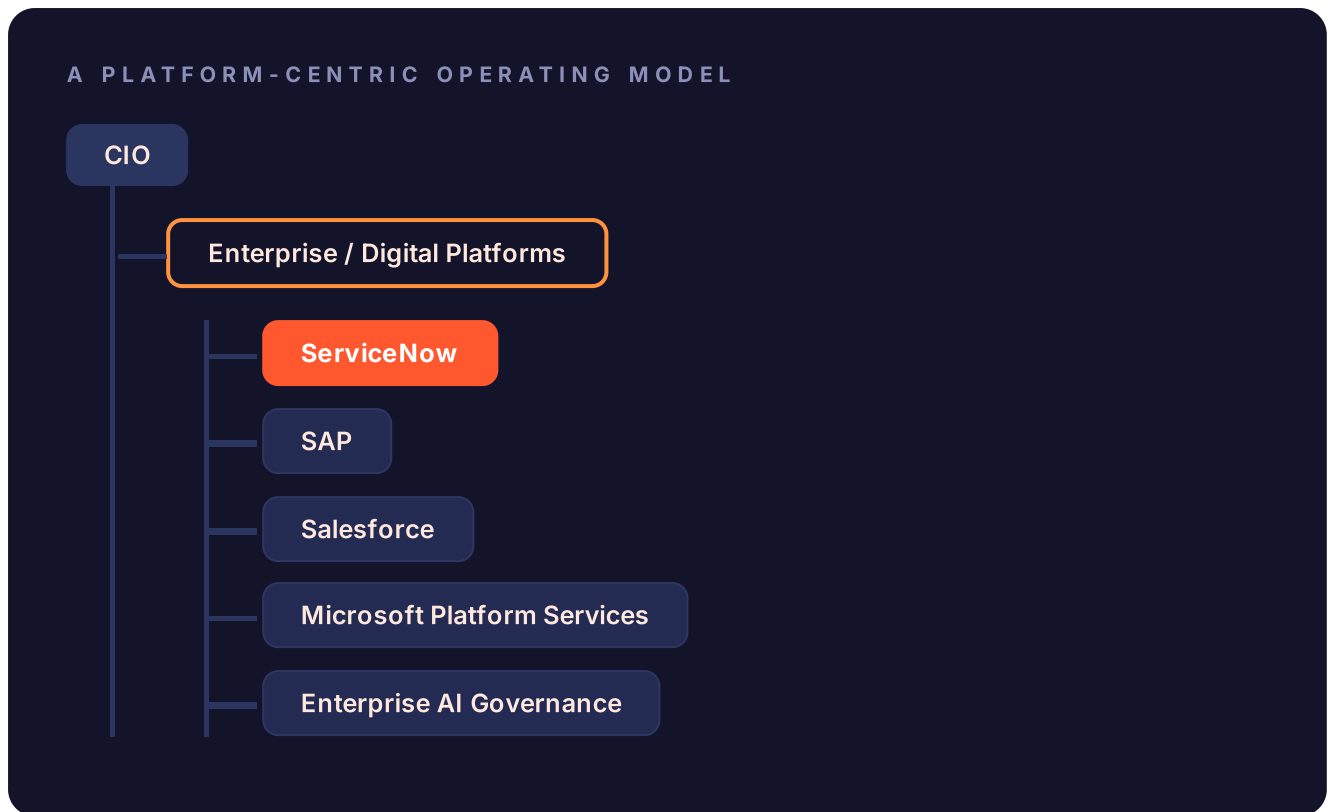 A PLATFORM-CENTRIC OPERATING MODEL
CIO
Enterprise / Digital Platforms
ServiceNow
SAP
Salesforce
Microsoft Platform Services
Enterprise AI Governance